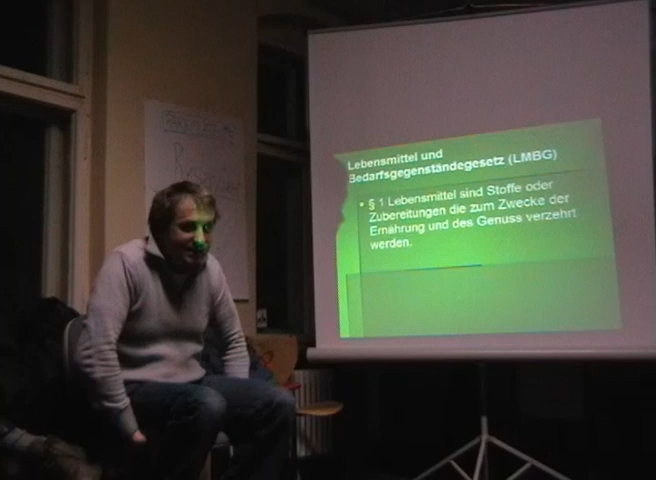 Lebensmittel und
Bedarfsgegenständegesetz (LMBG)
• § 1 Lebensmittel sind Stoffe oder
Zubereitungen die zum Zwecke der
Ernährung und des Genuss verzehrt
werden.